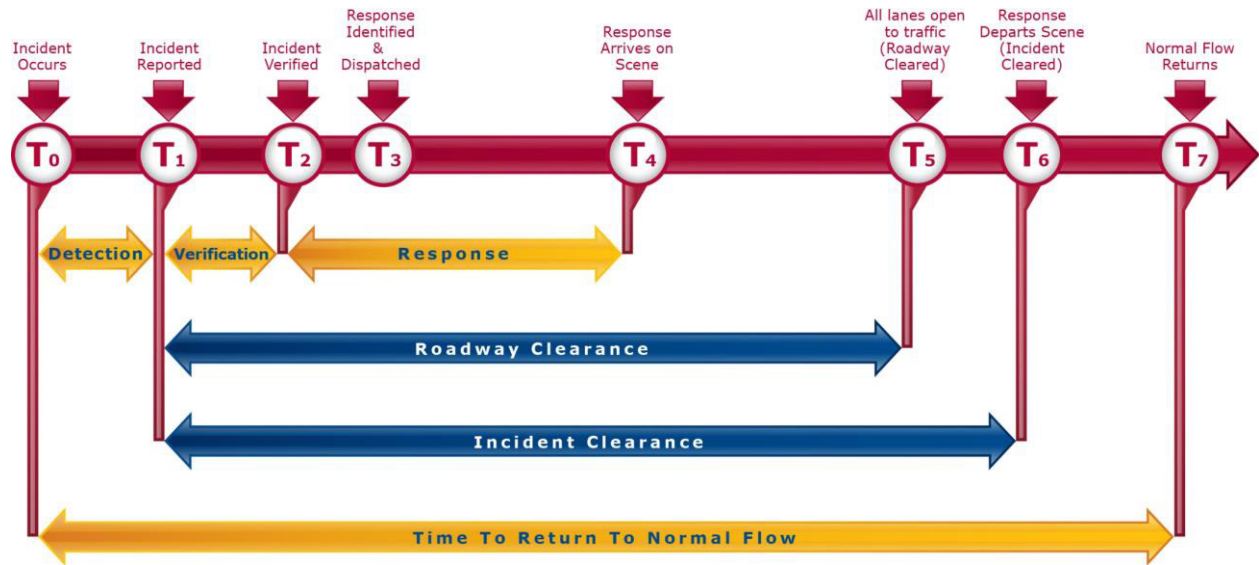 Incident
Occurs
Incident
Reported
Incident
Verified
Response
Identified
&
Dispatched
Response
Arrives on
Scene
All lanes open
to traffic
(Roadway
Cleared)
Response
Departs Scene
(Incident
Cleared)
Normal Flow
Returns
T0
T1
T2
T3
T4
T5
T6
T7
Detection
Verification
Response
Roadway Clearance
Incident Clearance
Time To Return To Normal Flow